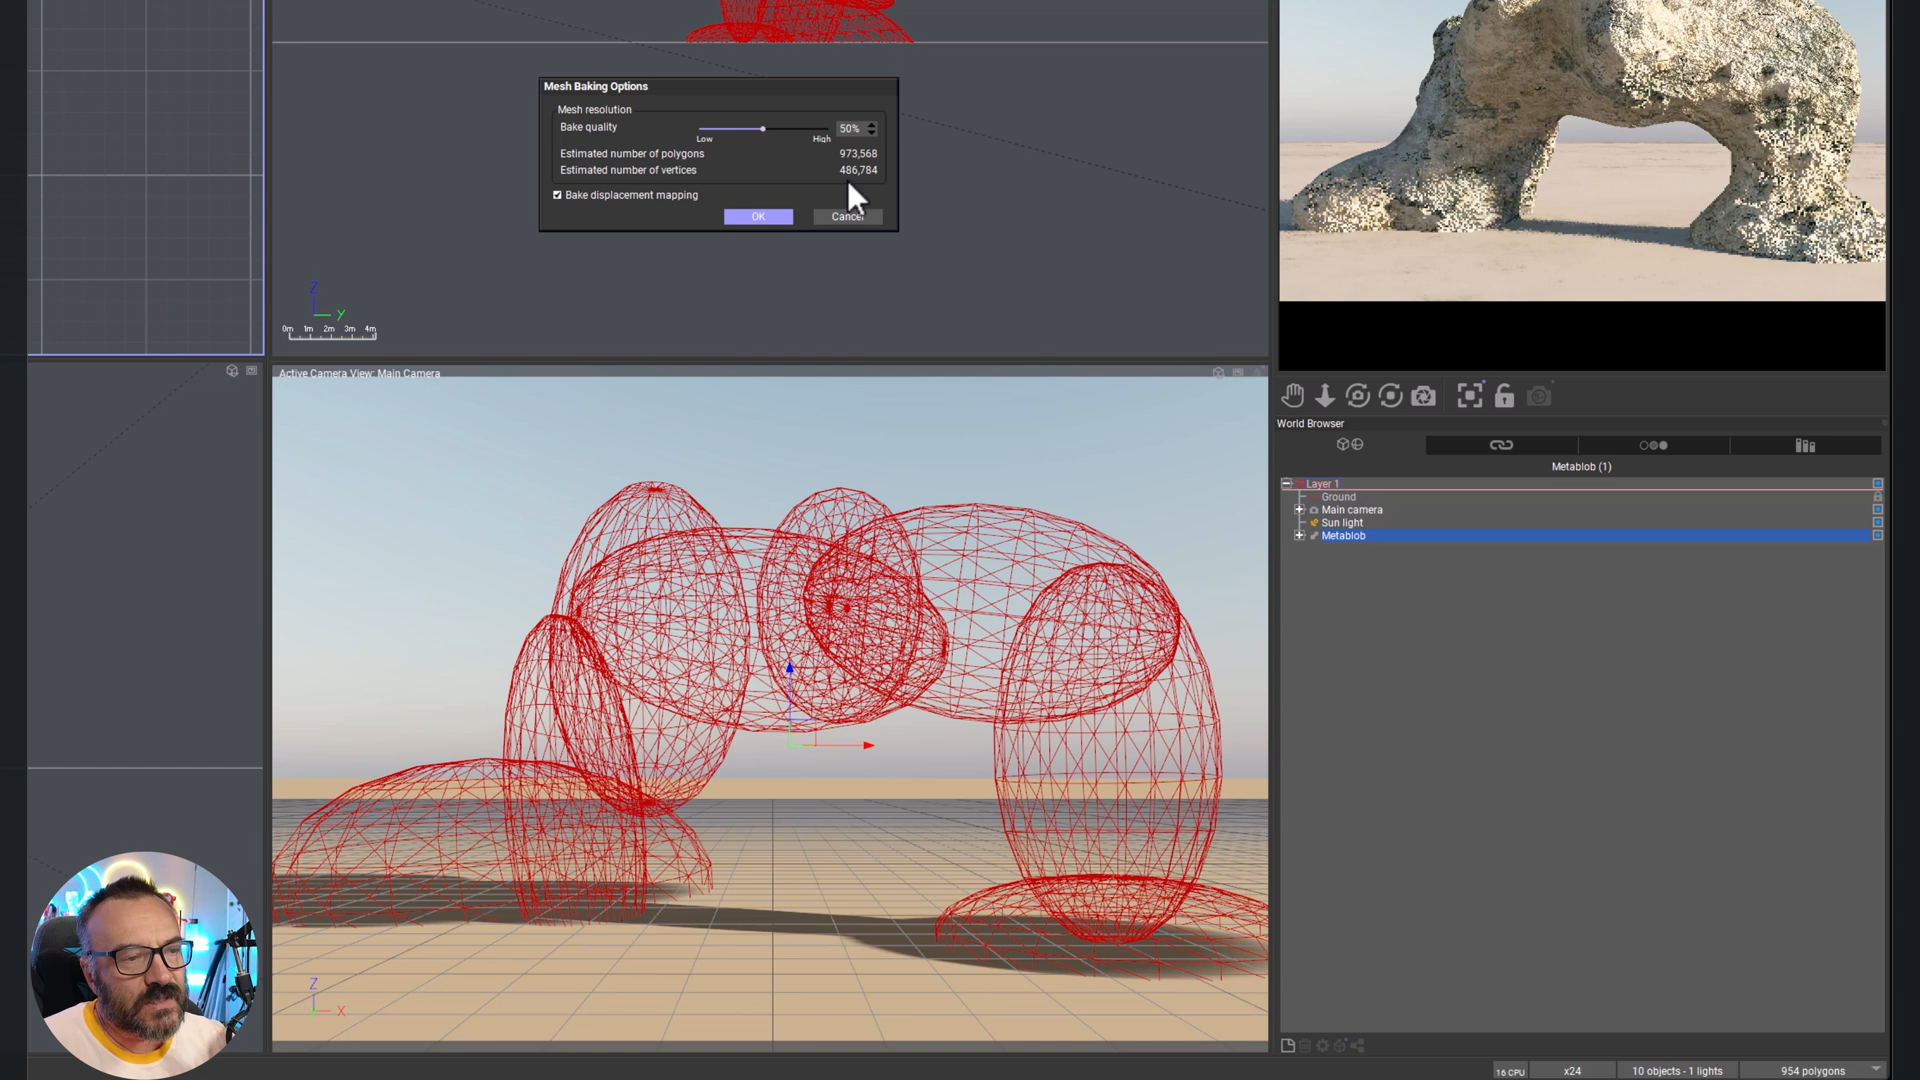 Mesh Baking Options
Mesh resolution
Bake quality
50%
Low
High
Estimated number of polygons
973,568
Estimated number of vertices
486,784
Bake displacement mapping
OK
Cancel
Z
Y
0m 1m 2m 3m 4m
Active Camera View: Main Camera
World Browser
Metablob (1)
Layer 1
Ground
Main camera
Sun light
Metablob
Z
X
16 CPU
x24
10 objects - 1 lights
954 polygons